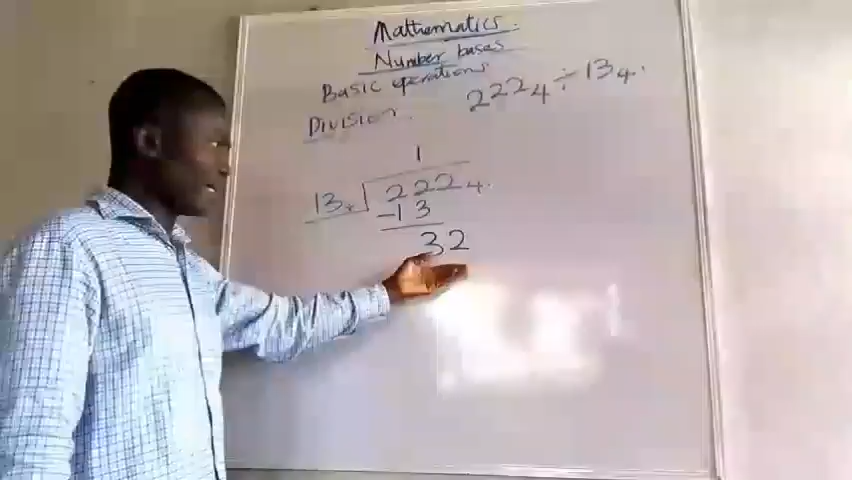 Mathematics.
Number bases
Basic operations
Division.
222₄ ÷ 13₄.
1
13₄ 222₄.
-13
32